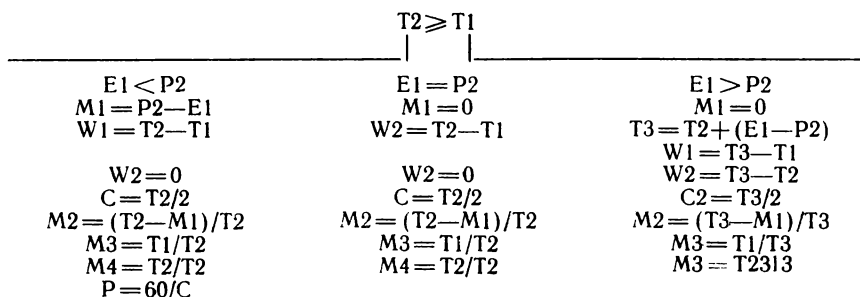 T2⩾T1
E1<P2
M1=P2—E1
W1=T2—T1
W2=0
C=T2/2
M2=(T2—M1)/T2
M3=T1/T2
M4=T2/T2
P=60/C
E1=P2
M1=0
W2=T2—T1
W2=0
C=T2/2
M2=(T2—M1)/T2
M3=T1/T2
M4=T2/T2
E1>P2
M1=0
T3=T2+(E1—P2)
W1=T3—T1
W2=T3—T2
C2=T3/2
M2=(T3—M1)/T3
M3=T1/T3
M3=T2313